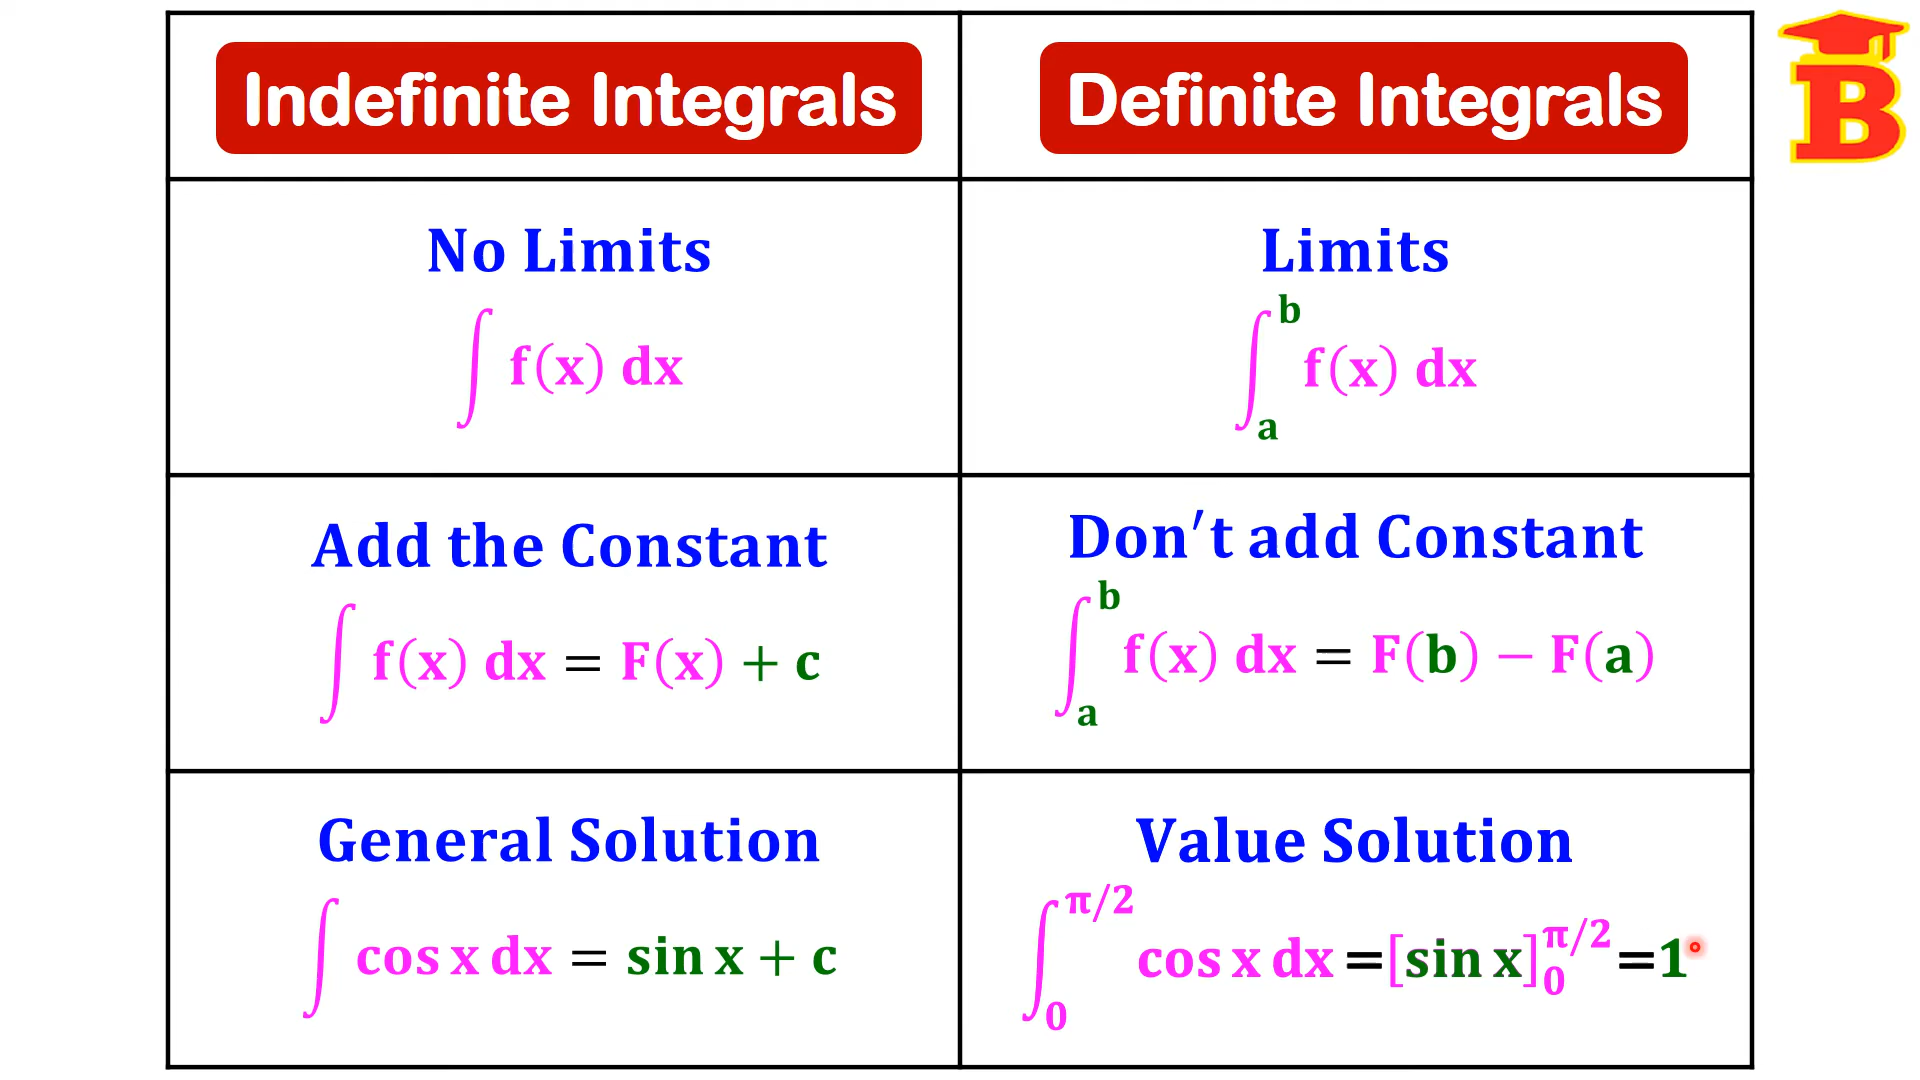 Indefinite Integrals
Definite Integrals
B
No Limits
∫ f(x) dx
Limits
∫ₐᵇ f(x) dx
Add the Constant
∫ f(x) dx = F(x) + c
Don′t add Constant
∫ₐᵇ f(x) dx = F(b) − F(a)
General Solution
∫ cos x dx = sin x + c
Value Solution
∫₀^π/2 cos x dx =[sin x]₀^π/2 =1